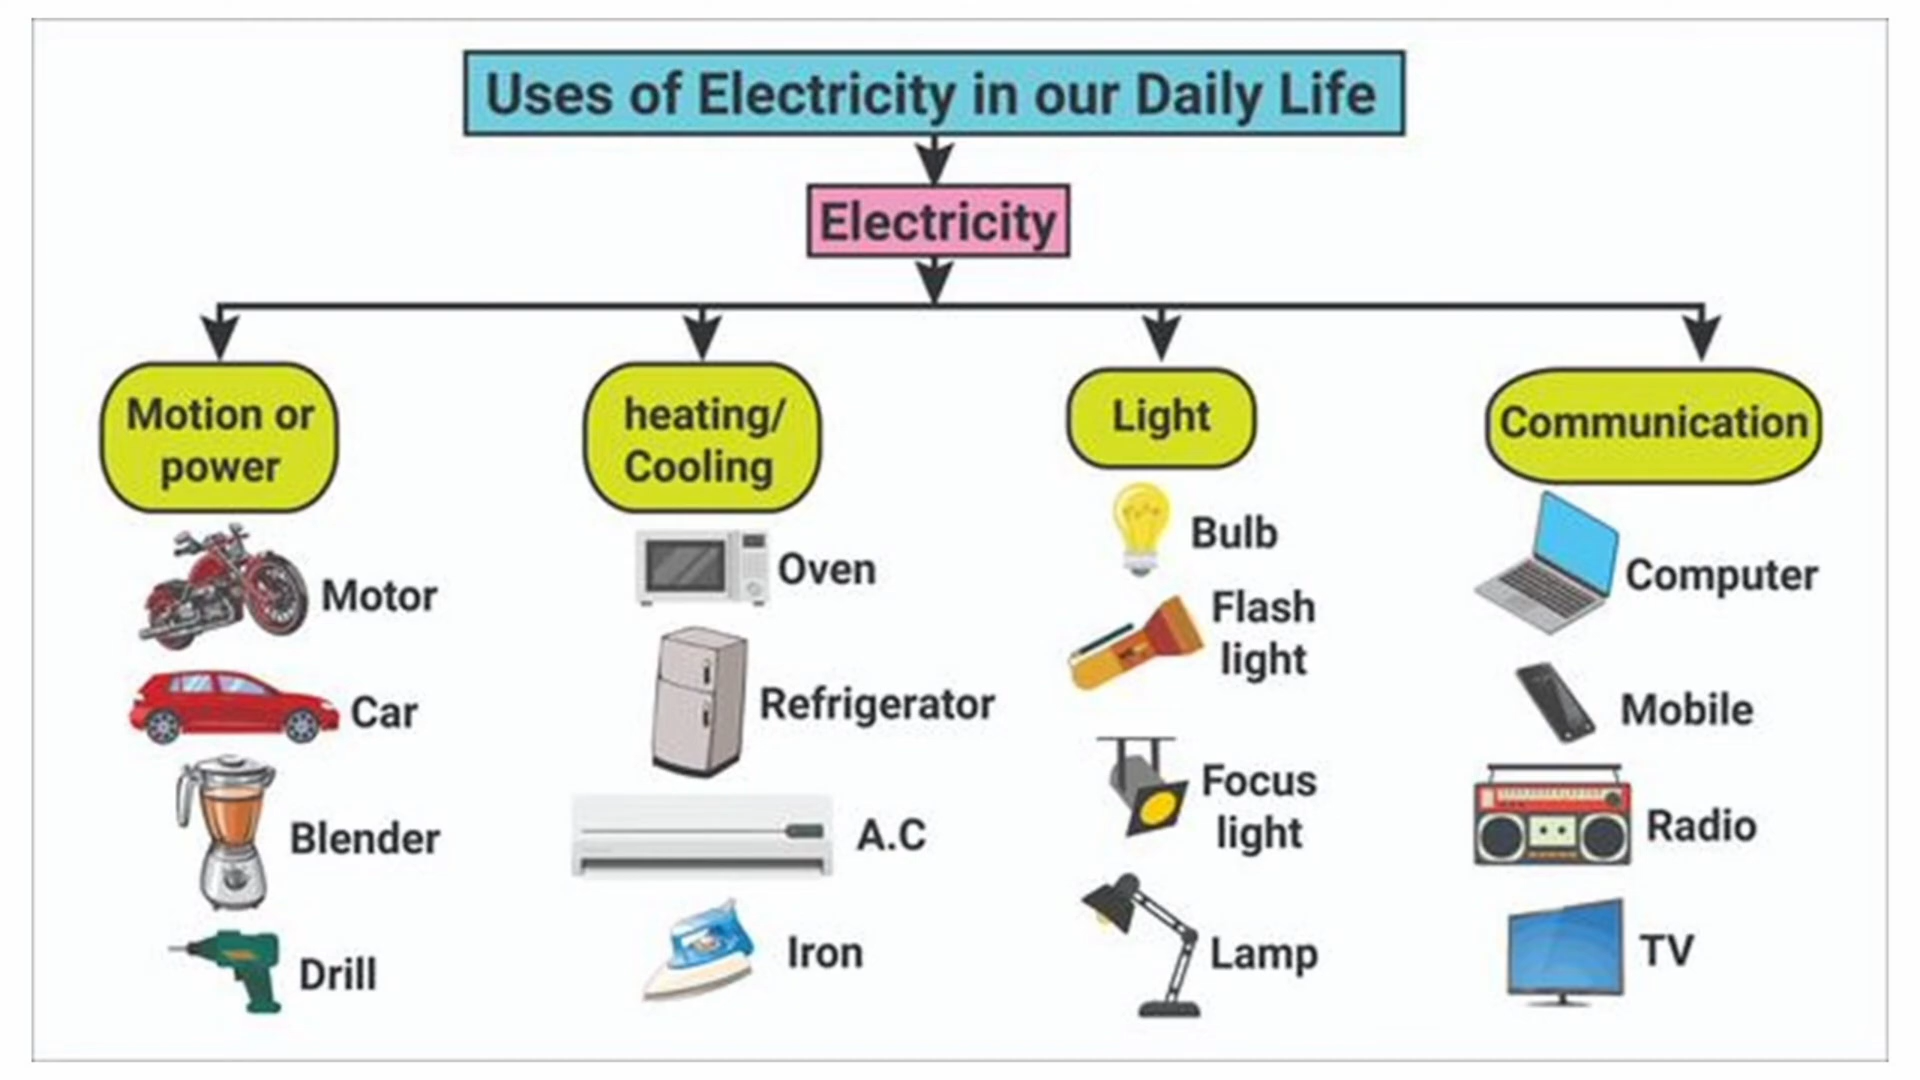 Uses of Electricity in our Daily Life
Electricity
Motion or
power
Motor
Car
Blender
Drill
heating/
Cooling
Oven
Refrigerator
A.C
Iron
Light
Bulb
Flash
light
Focus
light
Lamp
Communication
Computer
Mobile
Radio
TV